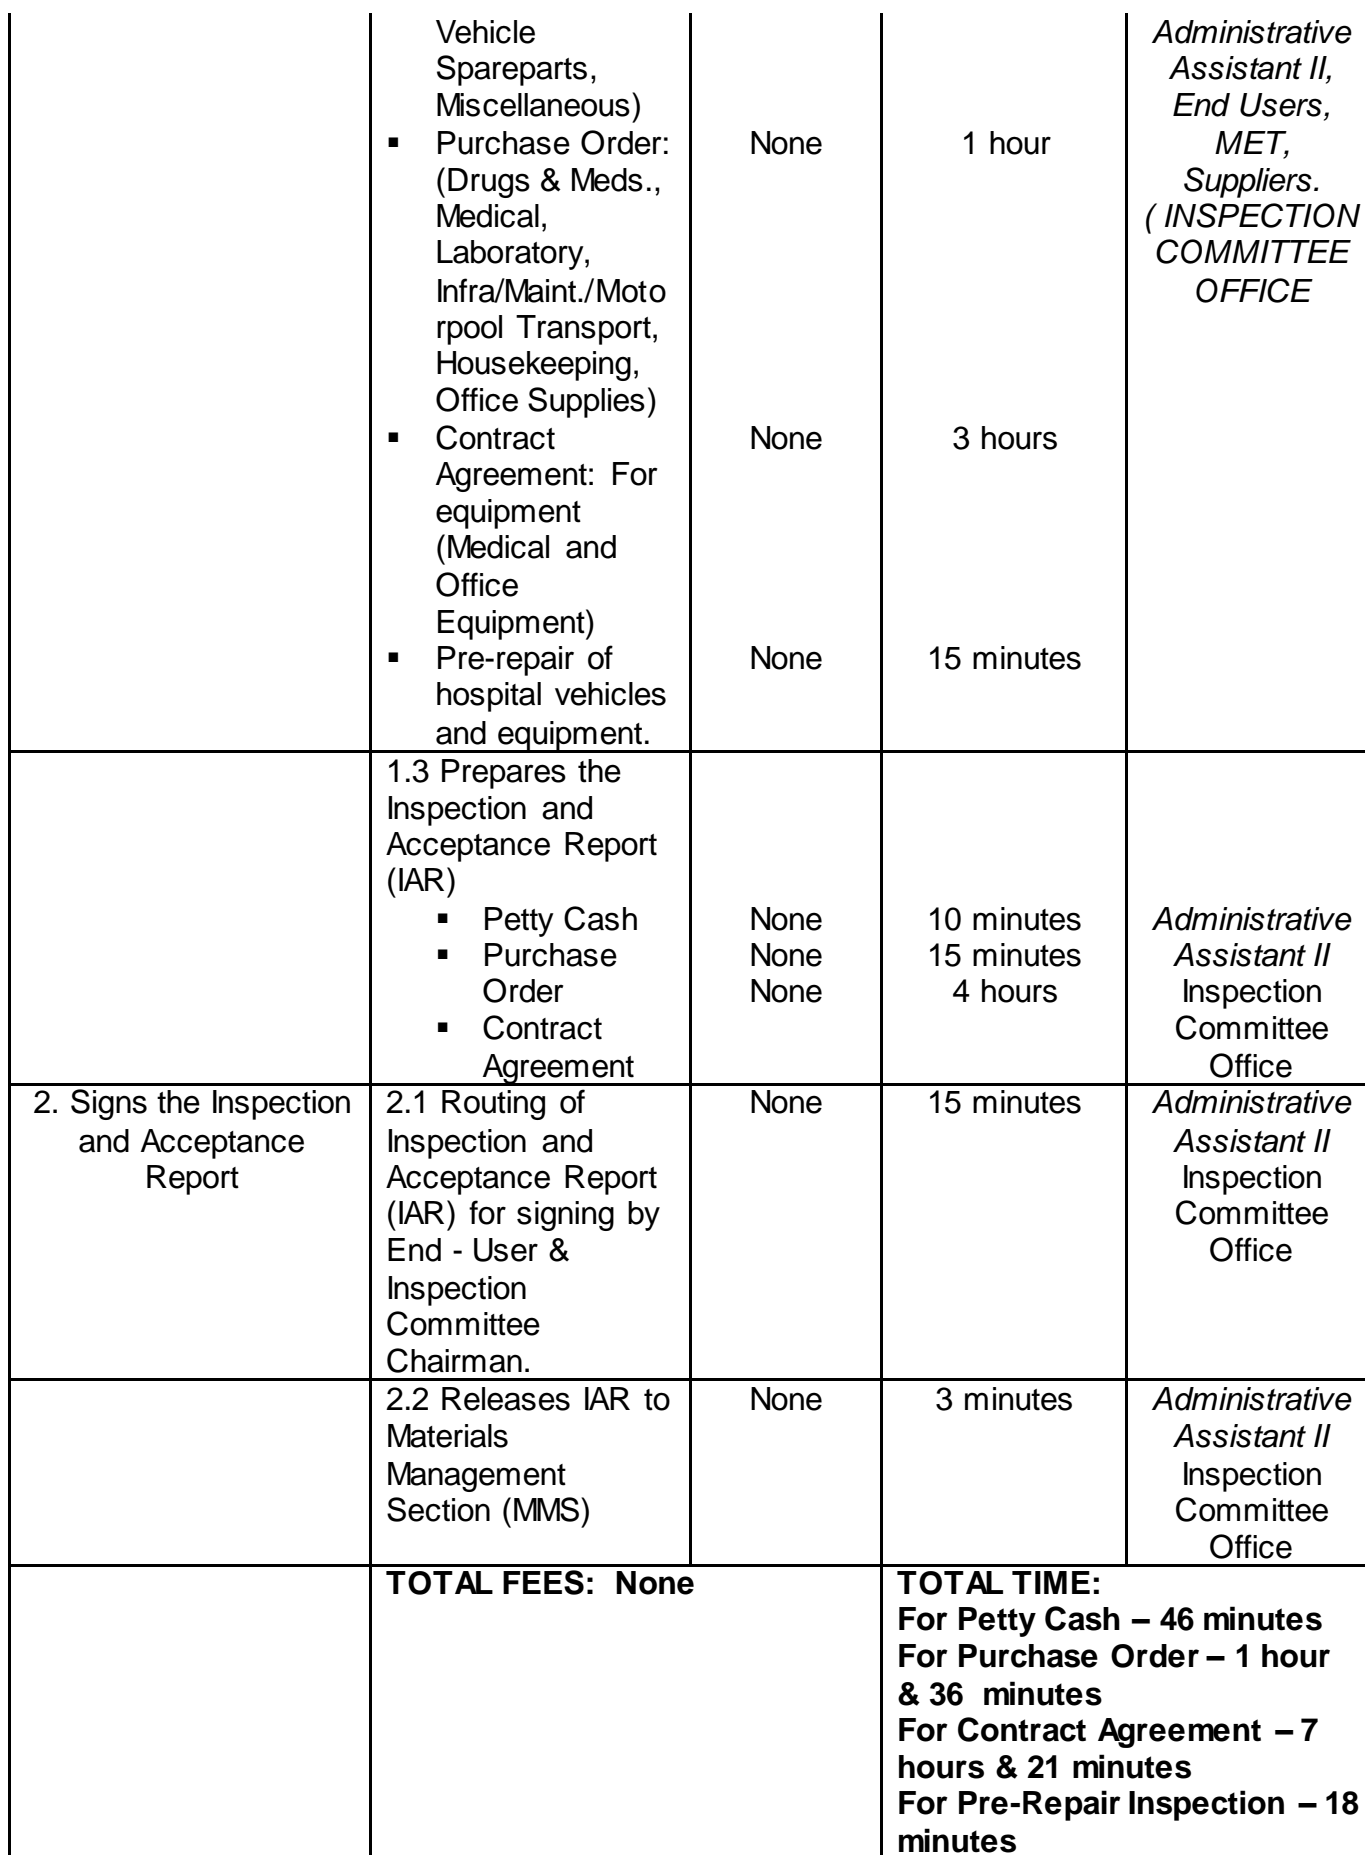 Vehicle
Spareparts,
Miscellaneous)
▪ Purchase Order:
(Drugs & Meds.,
Medical,
Laboratory,
Infra/Maint./Moto
rpool Transport,
Housekeeping,
Office Supplies)
▪ Contract
Agreement: For
equipment
(Medical and
Office
Equipment)
▪ Pre-repair of
hospital vehicles
and equipment.
None
None
None
1 hour
3 hours
15 minutes
Administrative
Assistant II,
End Users,
MET,
Suppliers.
( INSPECTION
COMMITTEE
OFFICE
1.3 Prepares the
Inspection and
Acceptance Report
(IAR)
▪ Petty Cash
▪ Purchase
Order
▪ Contract
Agreement
None
None
None
10 minutes
15 minutes
4 hours
Administrative
Assistant II
Inspection
Committee
Office
2. Signs the Inspection
and Acceptance
Report
2.1 Routing of
Inspection and
Acceptance Report
(IAR) for signing by
End - User &
Inspection
Committee
Chairman.
None
15 minutes
Administrative
Assistant II
Inspection
Committee
Office
2.2 Releases IAR to
Materials
Management
Section (MMS)
None
3 minutes
Administrative
Assistant II
Inspection
Committee
Office
TOTAL FEES: None
TOTAL TIME:
For Petty Cash – 46 minutes
For Purchase Order – 1 hour
& 36 minutes
For Contract Agreement – 7
hours & 21 minutes
For Pre-Repair Inspection – 18
minutes